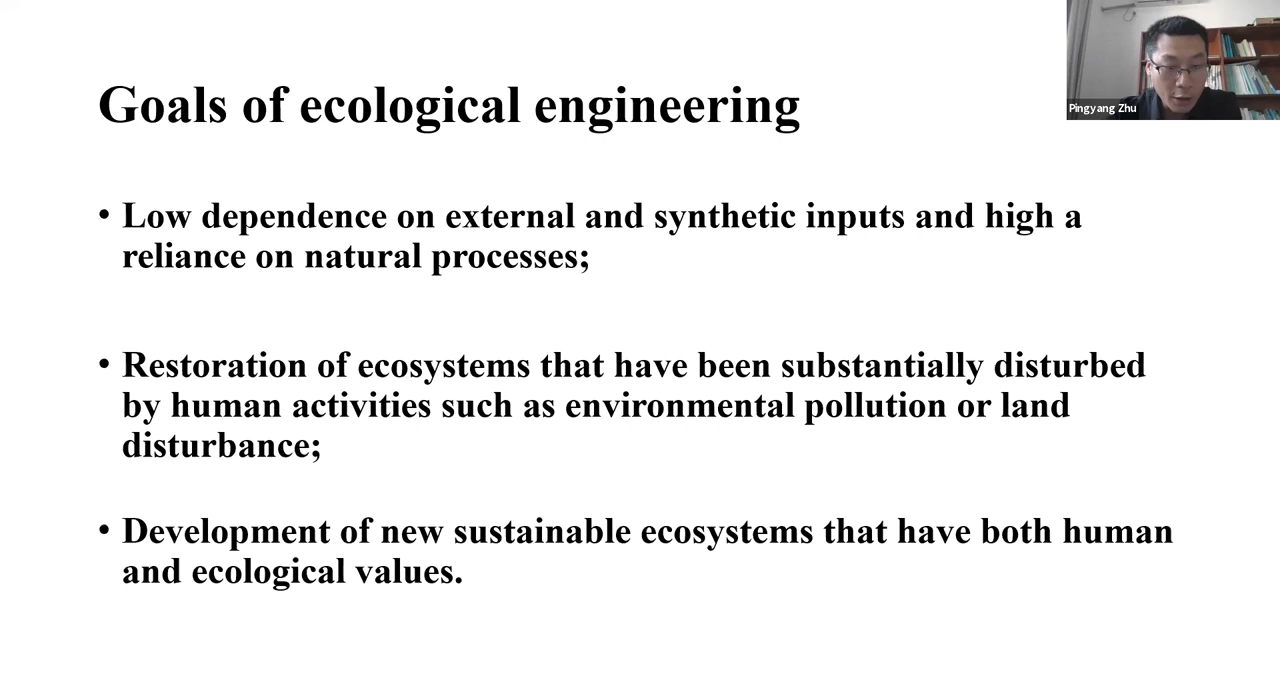 Goals of ecological engineering
Pingyang Zhu
• Low dependence on external and synthetic inputs and high a
reliance on natural processes;
• Restoration of ecosystems that have been substantially disturbed
by human activities such as environmental pollution or land
disturbance;
• Development of new sustainable ecosystems that have both human
and ecological values.